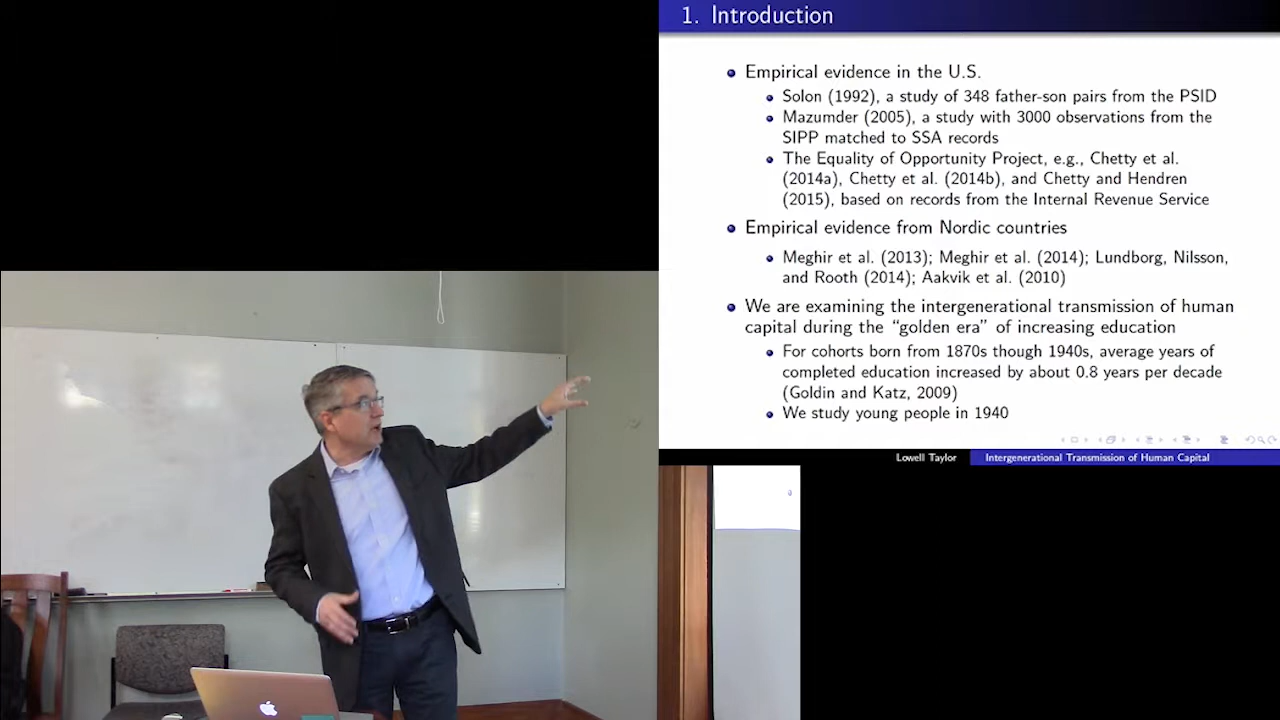 1. Introduction
Empirical evidence in the U.S.
Solon (1992), a study of 348 father-son pairs from the PSID
Mazumder (2005), a study with 3000 observations from the
SIPP matched to SSA records
The Equality of Opportunity Project, e.g., Chetty et al.
(2014a), Chetty et al. (2014b), and Chetty and Hendren
(2015), based on records from the Internal Revenue Service
Empirical evidence from Nordic countries
Meghir et al. (2013); Meghir et al. (2014); Lundborg, Nilsson,
and Rooth (2014); Aakvik et al. (2010)
We are examining the intergenerational transmission of human
capital during the “golden era” of increasing education
For cohorts born from 1870s though 1940s, average years of
completed education increased by about 0.8 years per decade
(Goldin and Katz, 2009)
We study young people in 1940
Lowell Taylor
Intergenerational Transmission of Human Capital